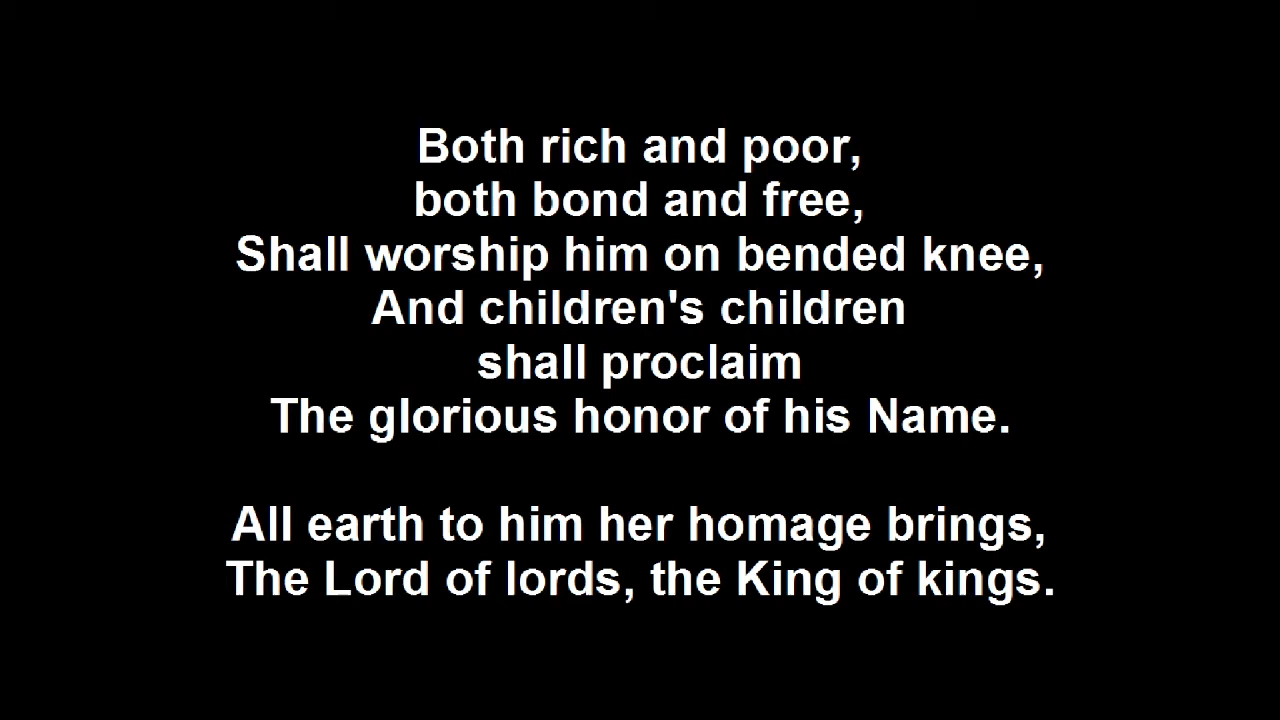 Both rich and poor,
both bond and free,
Shall worship him on bended knee,
And children's children
shall proclaim
The glorious honor of his Name.
All earth to him her homage brings,
The Lord of lords, the King of kings.